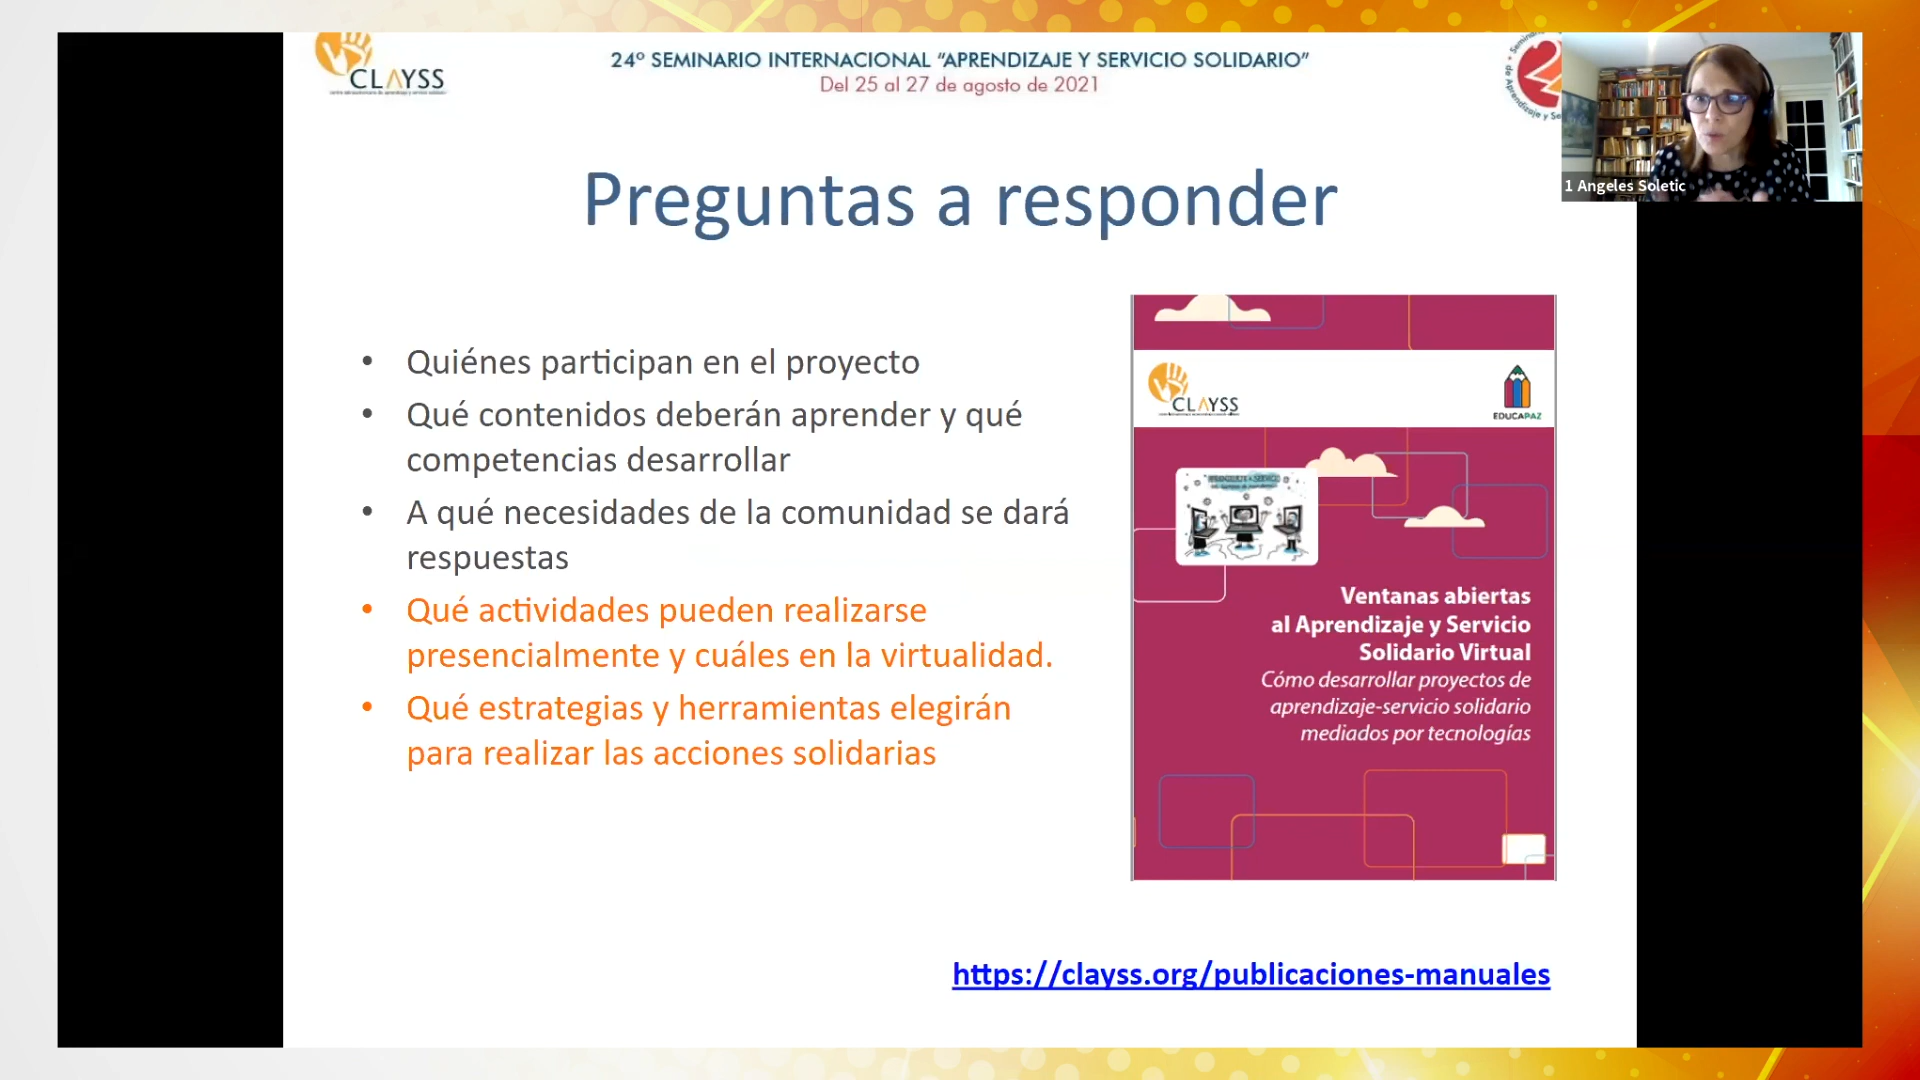 CLAYSS
24º SEMINARIO INTERNACIONAL “APRENDIZAJE Y SERVICIO SOLIDARIO”
Del 25 al 27 de agosto de 2021
1 Angeles Soletic
Preguntas a responder
• Quiénes participan en el proyecto
• Qué contenidos deberán aprender y qué
competencias desarrollar
• A qué necesidades de la comunidad se dará
respuestas
• Qué actividades pueden realizarse
presencialmente y cuáles en la virtualidad.
• Qué estrategias y herramientas elegirán
para realizar las acciones solidarias
CLAYSS
EDUCAPAZ
Ventanas abiertas
al Aprendizaje y Servicio
Solidario Virtual
Cómo desarrollar proyectos de
aprendizaje-servicio solidario
mediados por tecnologías
https://clayss.org/publicaciones-manuales